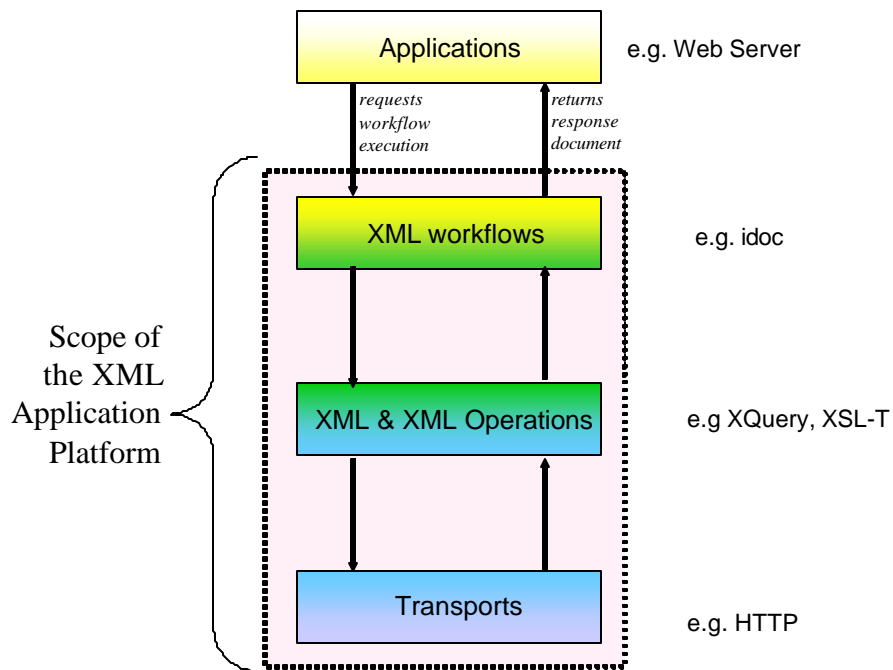 Applications
e.g. Web Server
requests
workflow
execution
returns
response
document
XML workflows
e.g. idoc
Scope of
the XML
Application
Platform
XML & XML Operations
e.g XQuery, XSL-T
Transports
e.g. HTTP